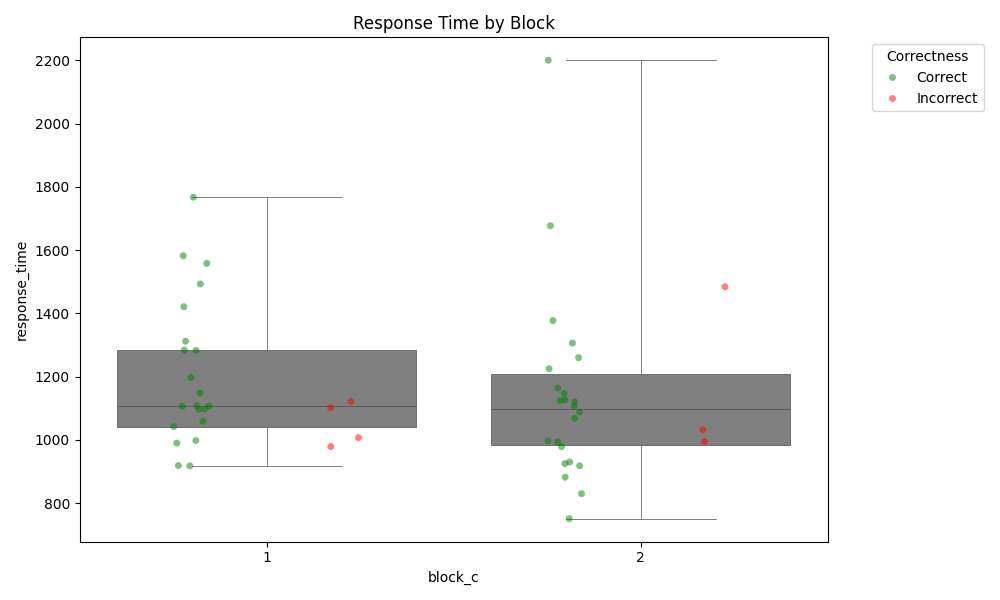 Response Time by Block
Correctness
Correct
Incorrect
response_time
2200
2000
1800
1600
1400
1200
1000
800
1
2
block_c